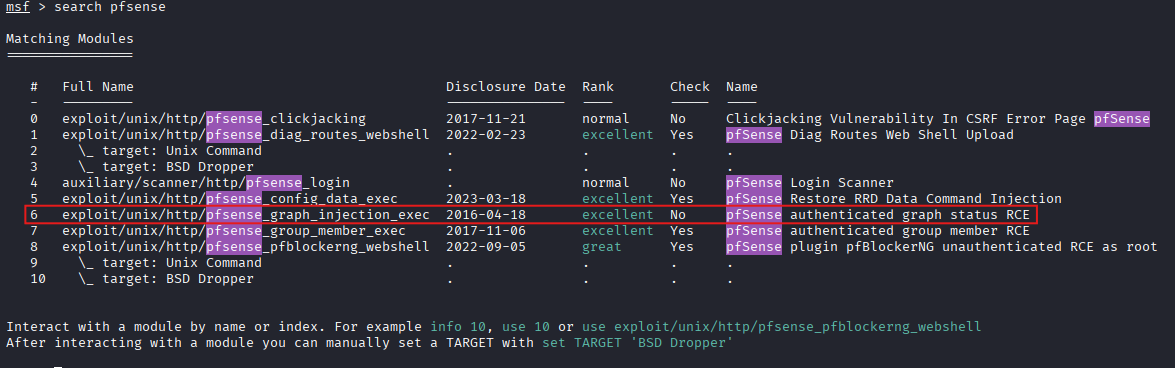 msf > search pfsense
Matching Modules
================
# Full Name Disclosure Date Rank Check Name
- --------- --------------- ---- ----- ----
0 exploit/unix/http/pfsense_clickjacking 2017-11-21 normal No Clickjacking Vulnerability In CSRF Error Page pfSense
1 exploit/unix/http/pfsense_diag_routes_webshell 2022-02-23 excellent Yes pfSense Diag Routes Web Shell Upload
2 \_ target: Unix Command . . . .
3 \_ target: BSD Dropper . . . .
4 auxiliary/scanner/http/pfsense_login . normal No pfSense Login Scanner
5 exploit/unix/http/pfsense_config_data_exec 2023-03-18 excellent Yes pfSense Restore RRD Data Command Injection
6 exploit/unix/http/pfsense_graph_injection_exec 2016-04-18 excellent No pfSense authenticated graph status RCE
7 exploit/unix/http/pfsense_group_member_exec 2017-11-06 excellent Yes pfSense authenticated group member RCE
8 exploit/unix/http/pfsense_pfblockerng_webshell 2022-09-05 great Yes pfSense plugin pfBlockerNG unauthenticated RCE as root
9 \_ target: Unix Command . . . .
10 \_ target: BSD Dropper . . . .
Interact with a module by name or index. For example info 10, use 10 or use exploit/unix/http/pfsense_pfblockerng_webshell
After interacting with a module you can manually set a TARGET with set TARGET 'BSD Dropper'